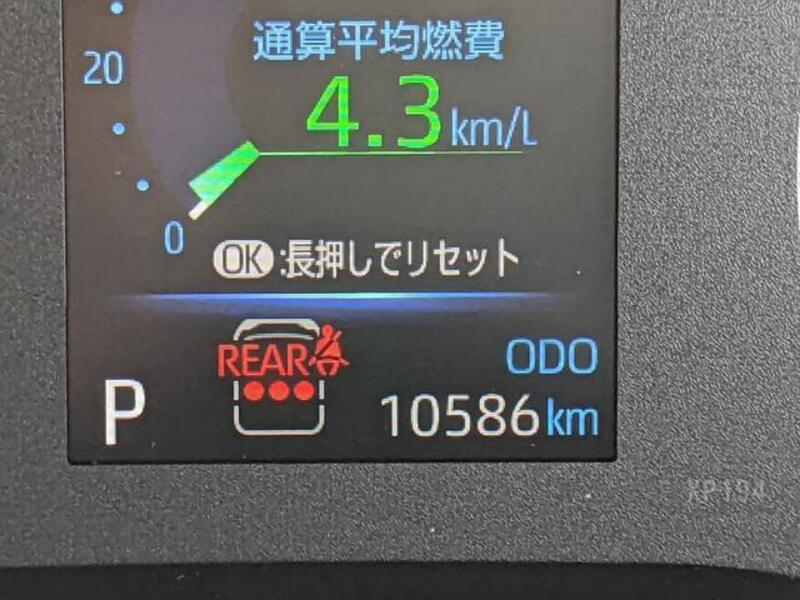 通算平均燃費
20
4.3km/L
0
OK:長押しでリセット
REAR
ODO
P
10586km
XP194